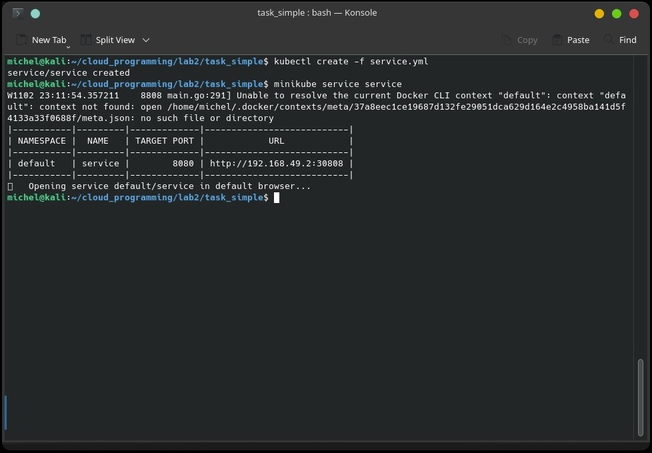 task_simple : bash — Konsole
New Tab
Split View
Copy
Paste
Find
michel@kali:~/cloud_programming/lab2/task_simple$ kubectl create -f service.yml
service/service created
michel@kali:~/cloud_programming/lab2/task_simple$ minikube service service
W1102 23:11:54.357211    8808 main.go:291] Unable to resolve the current Docker CLI context "default": context "defa
ult": context not found: open /home/michel/.docker/contexts/meta/37a8eec1ce19687d132fe29051dca629d164e2c4958ba141d5f
4133a33f0688f/meta.json: no such file or directory
|-----------|---------|-------------|---------------------------|
| NAMESPACE |  NAME   | TARGET PORT |            URL            |
|-----------|---------|-------------|---------------------------|
| default   | service |        8080 | http://192.168.49.2:30808 |
|-----------|---------|-------------|---------------------------|
Opening service default/service in default browser...
michel@kali:~/cloud_programming/lab2/task_simple$